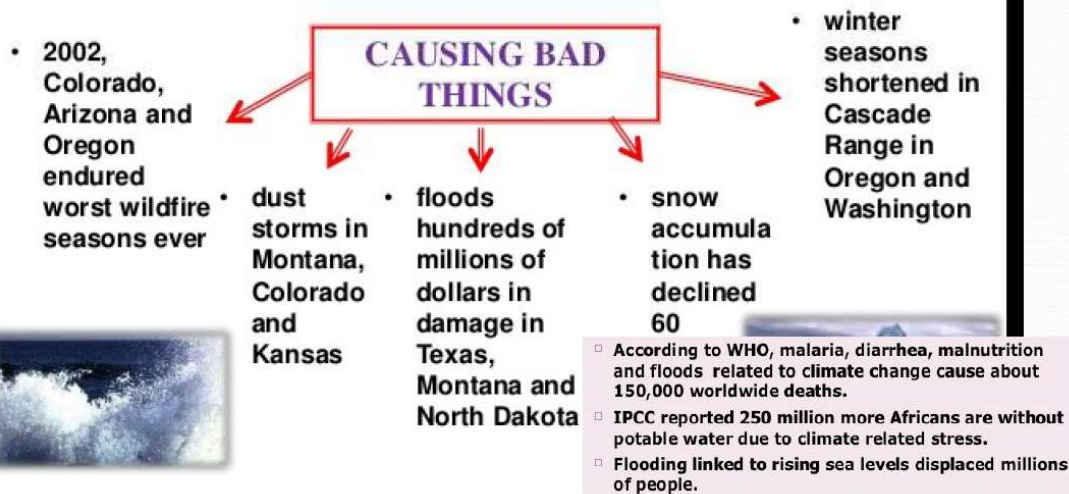 CAUSING BAD
THINGS
• 2002,
Colorado,
Arizona and
Oregon
endured
worst wildfire
seasons ever
• dust
storms in
Montana,
Colorado
and
Kansas
• floods
hundreds of
millions of
dollars in
damage in
Texas,
Montana and
North Dakota
• snow
accumula
tion has
declined
60
• winter
seasons
shortened in
Cascade
Range in
Oregon and
Washington
According to WHO, malaria, diarrhea, malnutrition
and floods related to climate change cause about
150,000 worldwide deaths.
IPCC reported 250 million more Africans are without
potable water due to climate related stress.
Flooding linked to rising sea levels displaced millions
of people.